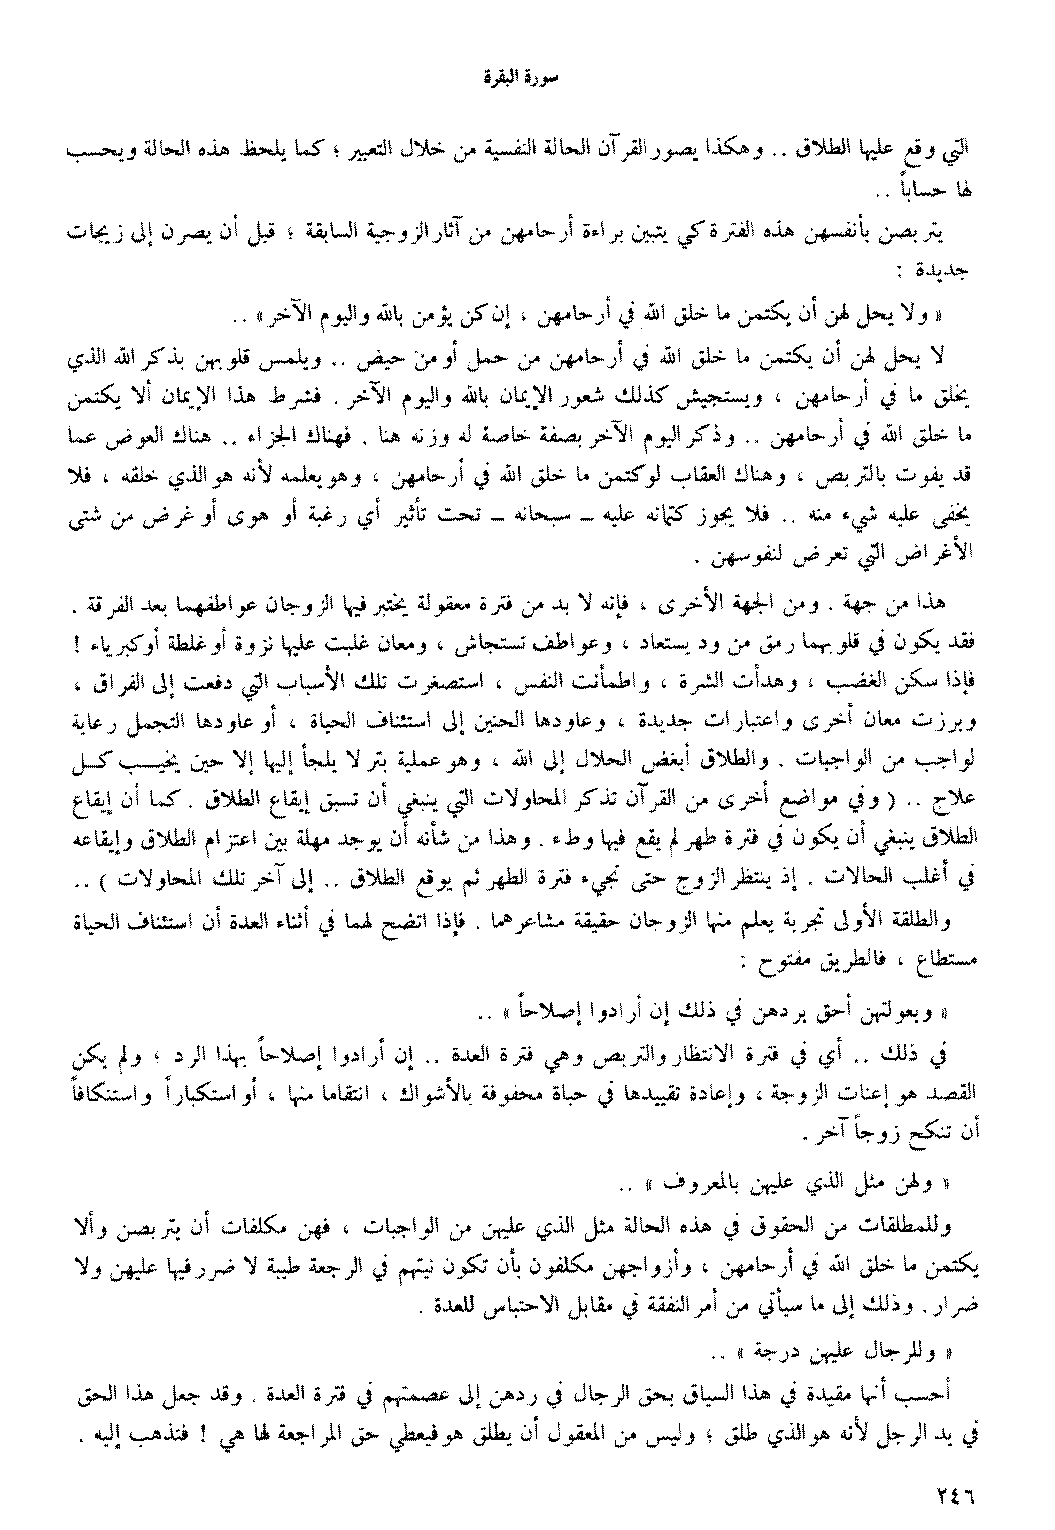 سورة البقرة
التي وقع عليها الطلاق .. وهكذا يصور القرآن الحالة النفسية من خلال التعبير ؛ كما يلحظ هذه الحالة ويحسب
لها حساباً ..
يتربصن بأنفسهن هذه الفترة كي يتبين براءة أرحامهن من آثار الزوجية السابقة ؛ قبل أن يصرن إلى زيجات
جديدة :
« ولا يحل لهن أن يكتمن ما خلق الله في أرحامهن ، إن كن يؤمن بالله واليوم الآخر » ..
لا يحل لهن أن يكتمن ما خلق الله في أرحامهن من حمل أو من حيض .. ويلمس قلوبهن بذكر الله الذي
يخلق ما في أرحامهن ، ويستجيش كذلك شعور الإيمان بالله واليوم الآخر . فشرط هذا الإيمان ألا يكتمن
ما خلق الله في أرحامهن .. وذكر اليوم الآخر بصفة خاصة له وزنه هنا . فهناك الجزاء .. هناك العوض عما
قد يفوت بالتربص ، وهناك العقاب لو كتمن ما خلق الله في أرحامهن ، وهو يعلمه لأنه هو الذي خلقه ، فلا
يخفى عليه شيء منه .. فلا يجوز كتمانه عليه – سبحانه – تحت تأثير أي رغبة أو هوى أو غرض من شتى
الأغراض التي تعرض لنفوسهن .
هذا من جهة . ومن الجهة الأخرى ، فإنه لا بد من فترة معقولة يختبر فيها الزوجان عواطفهما بعد الفرقة .
فقد يكون في قلوبهما رمق من ود يستعاد ، وعواطف تستجاش ، ومعان غلبت عليها نزوة أو غلطة أو كبرياء !
فإذا سكن الغضب ، وهدأت الشرة ، واطمأنت النفس ، استصغرت تلك الأسباب التي دفعت إلى الفراق ،
وبرزت معان أخرى واعتبارات جديدة ، وعاودها الحنين إلى استئناف الحياة ، أو عاودها التجمل رعاية
لواجب من الواجبات . والطلاق أبغض الحلال إلى الله ، وهو عملية بتر لا يلجأ إليها إلا حين يخيب كل
علاج .. ( وفي مواضع أخرى من القرآن تذكر المحاولات التي ينبغي أن تسبق إيقاع الطلاق . كما أن إيقاع
الطلاق ينبغي أن يكون في فترة طهر لم يقع فيها وطء . وهذا من شأنه أن يوجد مهلة بين اعتزام الطلاق وإيقاعه
في أغلب الحالات . إذ ينتظر الزوج حتى تجيء فترة الطهر ثم يوقع الطلاق .. إلى آخر تلك المحاولات ) ..
والطلقة الأولى تجربة يعلم منها الزوجان حقيقة مشاعرهما . فإذا اتضح لهما في أثناء العدة أن استئناف الحياة
مستطاع ، فالطريق مفتوح :
« وبعولتهن أحق بردهن في ذلك إن أرادوا إصلاحاً » ..
في ذلك .. أي في فترة الانتظار والتربص وهي فترة العدة .. إن أرادوا إصلاحاً بهذا الرد ؛ ولم يكن
القصد هو إعنات الزوجة ، وإعادة تقييدها في حياة محفوفة بالأشواك ، انتقاما منها ، أو استكباراً واستنكافاً
أن تنكح زوجاً آخر .
« ولهن مثل الذي عليهن بالمعروف » ..
وللمطلقات من الحقوق في هذه الحالة مثل الذي عليهن من الواجبات ، فهن مكلفات أن يتربصن وألا
يكتمن ما خلق الله في أرحامهن ، وأزواجهن مكلفون بأن تكون نيتهم في الرجعة طيبة لا ضرر فيها عليهن ولا
ضرار . وذلك إلى ما سيأتي من أمر النفقة في مقابل الاحتباس للعدة .
« وللرجال عليهن درجة » ..
أحسب أنها مقيدة في هذا السياق بحق الرجال في ردهن إلى عصمتهم في فترة العدة . وقد جعل هذا الحق
في يد الرجل لأنه هو الذي طلق ؛ وليس من المعقول أن يطلق هو فيعطي حق المراجعة لها هي ! فتذهب إليه .
٢٤٦